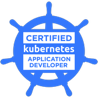 CERTIFIED
kubernetes
APPLICATION
DEVELOPER